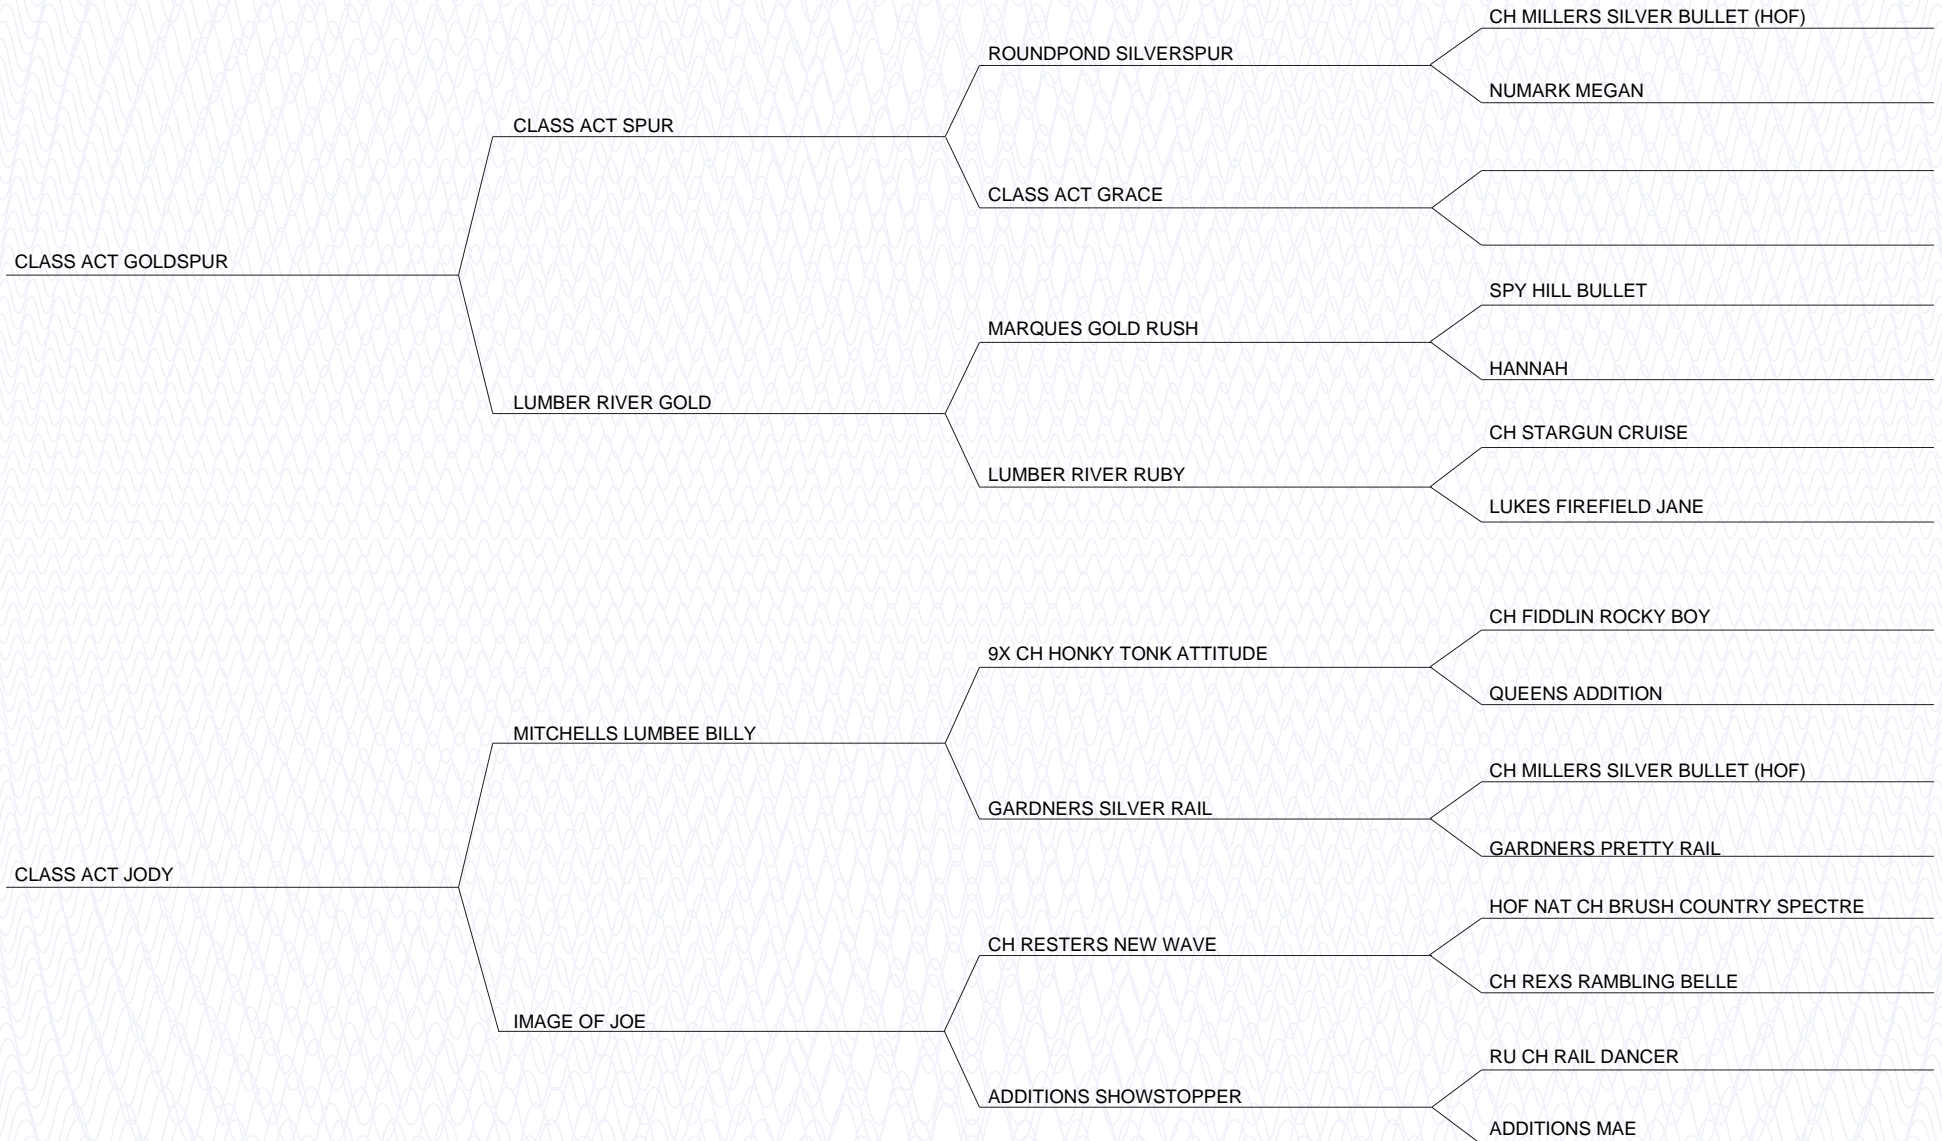 CH MILLERS SILVER BULLET (HOF)
ROUNDPOND SILVERSPUR
NUMARK MEGAN
CLASS ACT SPUR
CLASS ACT GRACE
CLASS ACT GOLDSPUR
SPY HILL BULLET
MARQUES GOLD RUSH
HANNAH
LUMBER RIVER GOLD
CH STARGUN CRUISE
LUMBER RIVER RUBY
LUKES FIREFIELD JANE
CH FIDDLIN ROCKY BOY
9X CH HONKY TONK ATTITUDE
QUEENS ADDITION
MITCHELLS LUMBEE BILLY
CH MILLERS SILVER BULLET (HOF)
GARDNERS SILVER RAIL
GARDNERS PRETTY RAIL
CLASS ACT JODY
HOF NAT CH BRUSH COUNTRY SPECTRE
CH RESTERS NEW WAVE
CH REXS RAMBLING BELLE
IMAGE OF JOE
RU CH RAIL DANCER
ADDITIONS SHOWSTOPPER
ADDITIONS MAE